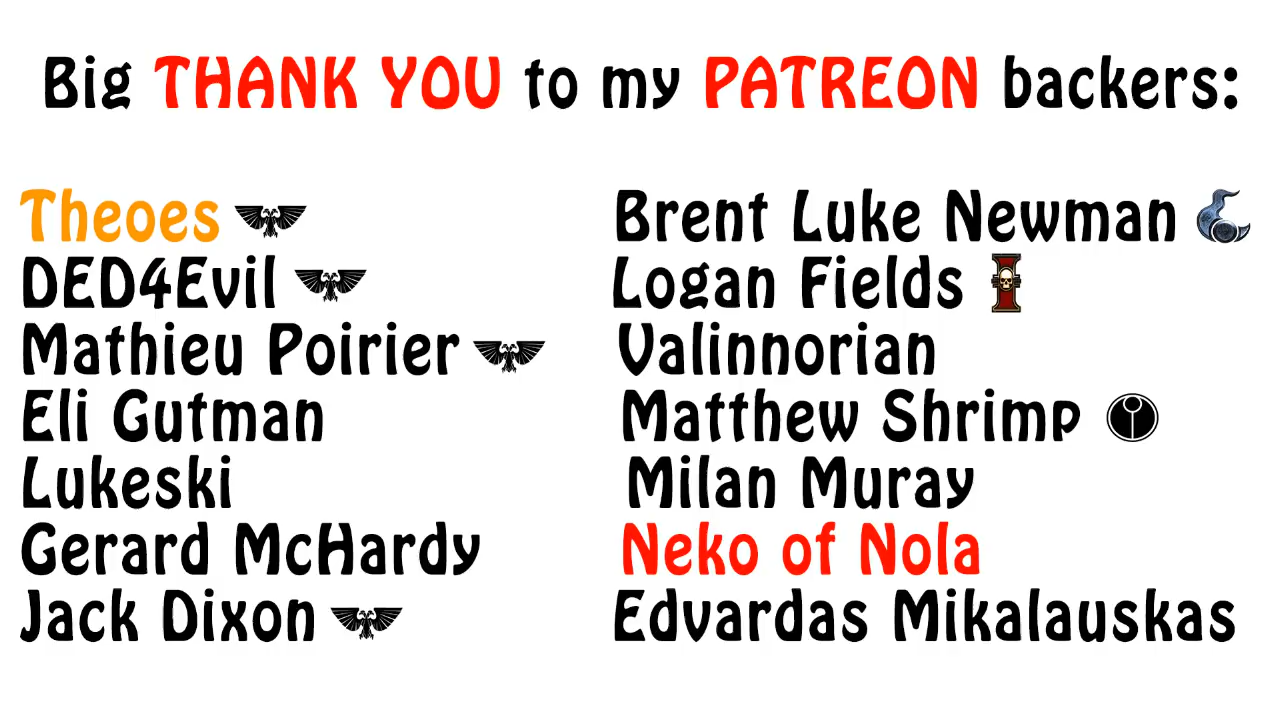 Big THANK YOU to my PATREON backers:
Theoes
DED4Evil
Mathieu Poirier
Eli Gutman
Lukeski
Gerard McHardy
Jack Dixon
Brent Luke Newman
Logan Fields
Valinnorian
Matthew Shrimp
Milan Muray
Neko of Nola
Edvardas Mikalauskas